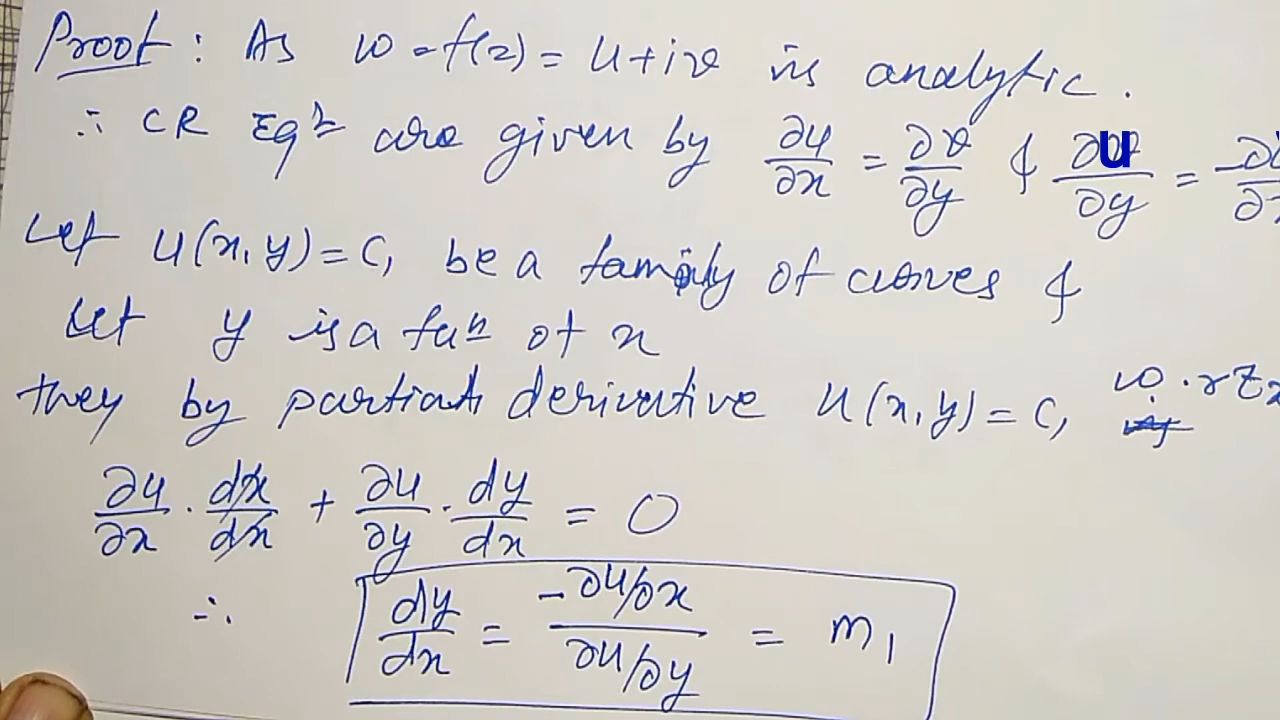 Proof : As w = f(z) = u + iv is analytic.
∴ CR Eqⁿ are given by ∂u/∂x = ∂v/∂y & ∂u/∂y = -∂
Let u(x, y) = C, be a family of curves &
Let y is a fuⁿ of x
they by partial derivative u(x, y) = C, w.r.t x
∂u/∂x . dx/dx + ∂u/∂y . dy/dx = 0
∴ dy/dx = -∂u/∂x / ∂u/∂y = m₁